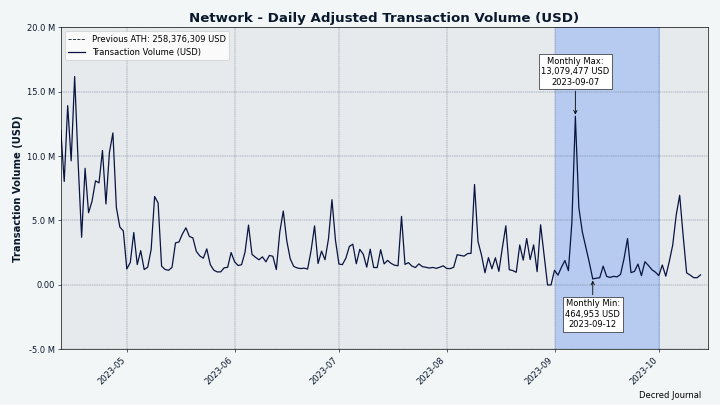 Network - Daily Adjusted Transaction Volume (USD)
Previous ATH: 258,376,309 USD
Transaction Volume (USD)
Transaction Volume (USD)
20.0 M
15.0 M
10.0 M
5.0 M
0.00
-5.0 M
Monthly Max:
13,079,477 USD
2023-09-07
Monthly Min:
464,953 USD
2023-09-12
2023-05
2023-06
2023-07
2023-08
2023-09
2023-10
Decred Journal